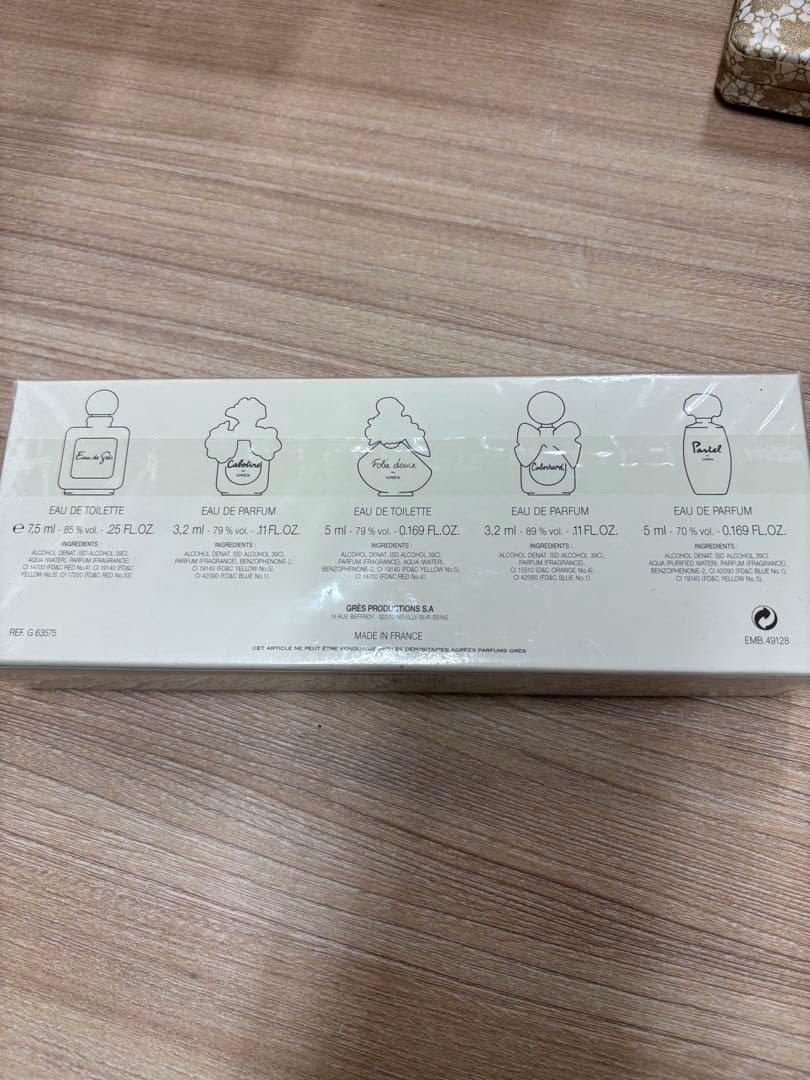 Eau de Grès
EAU DE TOILETTE
e 7,5 ml - 85 % vol. - .25 FL.OZ.
INGREDIENTS :
ALCOHOL DENAT. (SD ALCOHOL 39C),
AQUA (WATER), PARFUM (FRAGRANCE),
CI 14700 (FD&C RED No.4), CI 19140 (FD&C
YELLOW No.5), CI 17200 (FD&C RED No.33)
Cabotine
DE
GRÈS
EAU DE PARFUM
3,2 ml - 79 % vol. - .11 FL.OZ.
INGREDIENTS :
ALCOHOL DENAT. (SD ALCOHOL 39C),
PARFUM (FRAGRANCE), BENZOPHENONE-2,
CI 19140 (FD&C YELLOW No.5),
CI 42090 (FD&C BLUE No.1).
Folie douce
DE
GRÈS
EAU DE TOILETTE
5 ml - 79 % vol. - 0.169 FL.OZ.
INGREDIENTS :
ALCOHOL DENAT. (SD ALCOHOL 39C),
PARFUM (FRAGRANCE), AQUA (WATER),
BENZOPHENONE-2, CI 19140 (FD&C YELLOW No.5),
CI 14700 (FD&C RED No.4).
Cabochard
EAU DE PARFUM
3,2 ml - 89 % vol. - .11 FL.OZ.
INGREDIENTS :
ALCOHOL DENAT. (SD ALCOHOL 39C),
PARFUM (FRAGRANCE),
CI 15510 (D&C ORANGE No.4),
CI 42090 (FD&C BLUE No.1).
Pastel
DE
GRÈS
EAU DE PARFUM
5 ml - 70 % vol. - 0.169 FL.OZ.
INGREDIENTS :
ALCOHOL DENAT. (SD ALCOHOL 39C),
AQUA (PURIFIED WATER), PARFUM (FRAGRANCE),
BENZOPHENONE-2, CI 42090 (FD&C BLUE No.1),
CI 19140 (FD&C YELLOW No.5).
GRÈS PRODUCTIONS S.A
14 RUE BEFFROY - 92200 NEUILLY-SUR-SEINE
MADE IN FRANCE
REF. G 63575
EMB.49128
CET ARTICLE NE PEUT ÊTRE VENDU QUE PAR LES DÉPOSITAIRES AGRÉÉS PARFUMS GRÈS